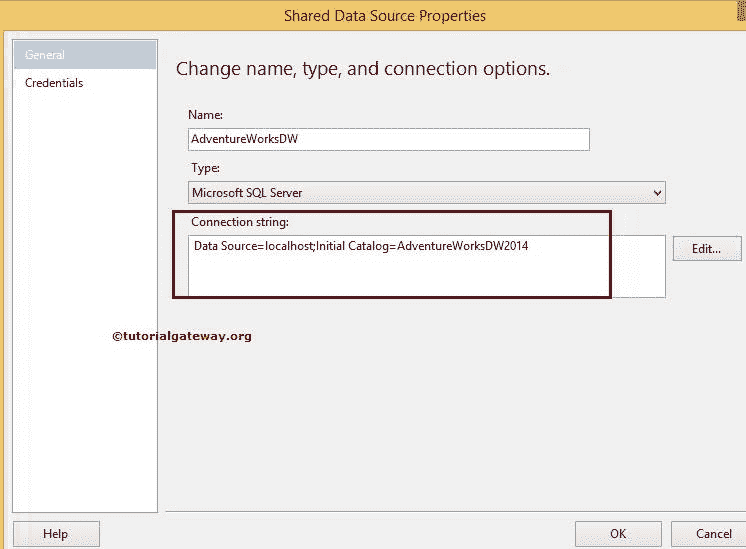 Shared Data Source Properties
General
Credentials
Change name, type, and connection options.
Name:
AdventureWorksDW
Type:
Microsoft SQL Server
Connection string:
Data Source=localhost;Initial Catalog=AdventureWorksDW2014
Edit...
©tutorialgateway.org
Help
OK
Cancel